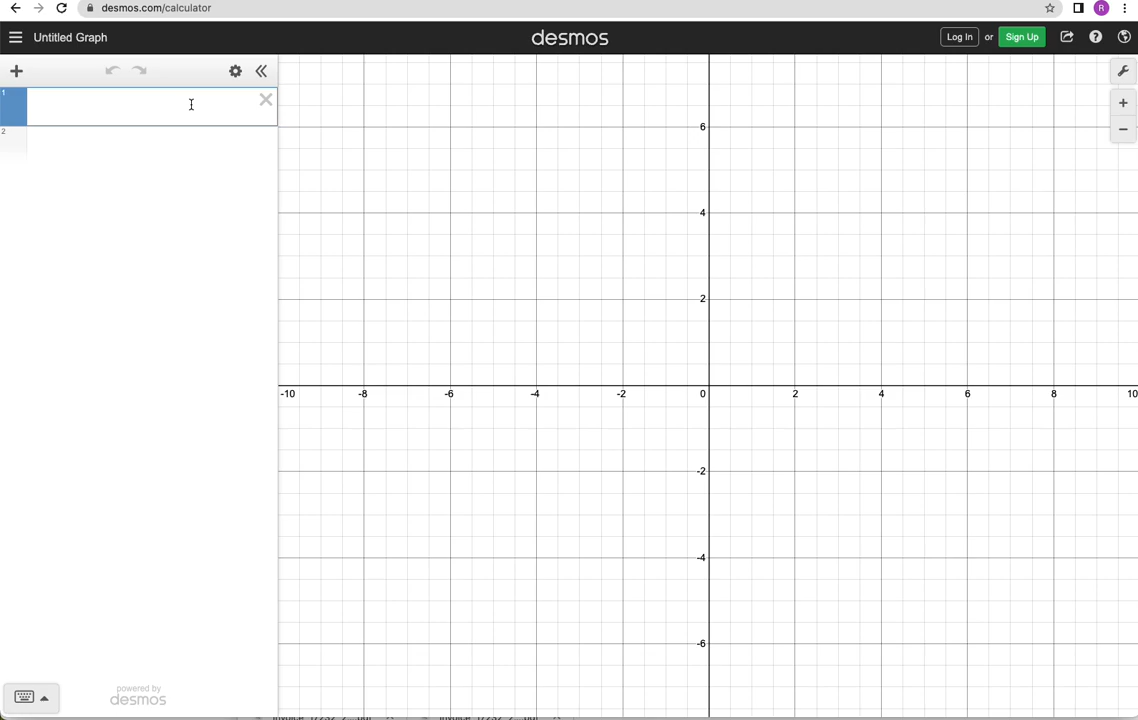 desmos.com/calculator
R
Untitled Graph
desmos
Log In or Sign Up
1
2
6
4
2
-10 -8 -6 -4 -2 0 2 4 6 8 10
-2
-4
-6
powered by
desmos